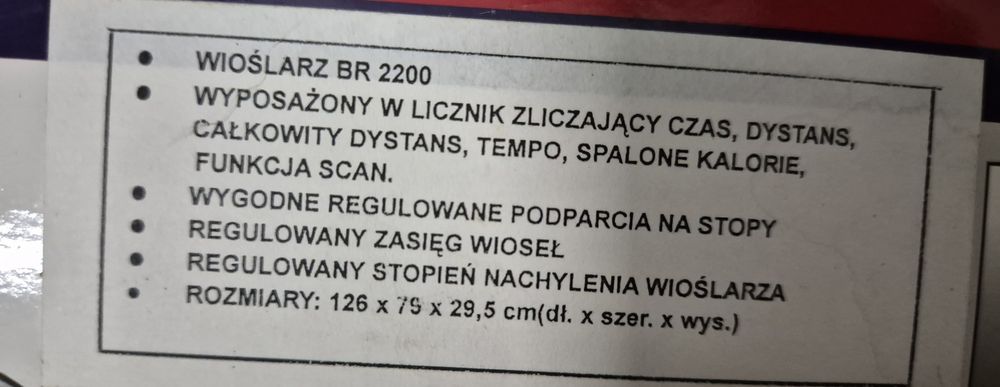 • WIOŚLARZ BR 2200
• WYPOSAŻONY W LICZNIK ZLICZAJĄCY CZAS, DYSTANS,
CAŁKOWITY DYSTANS, TEMPO, SPALONE KALORIE,
FUNKCJA SCAN.
• WYGODNE REGULOWANE PODPARCIA NA STOPY
• REGULOWANY ZASIĘG WIOSEŁ
• REGULOWANY STOPIEŃ NACHYLENIA WIOŚLARZA
• ROZMIARY: 126 x 79 x 29,5 cm(dł. x szer. x wys.)